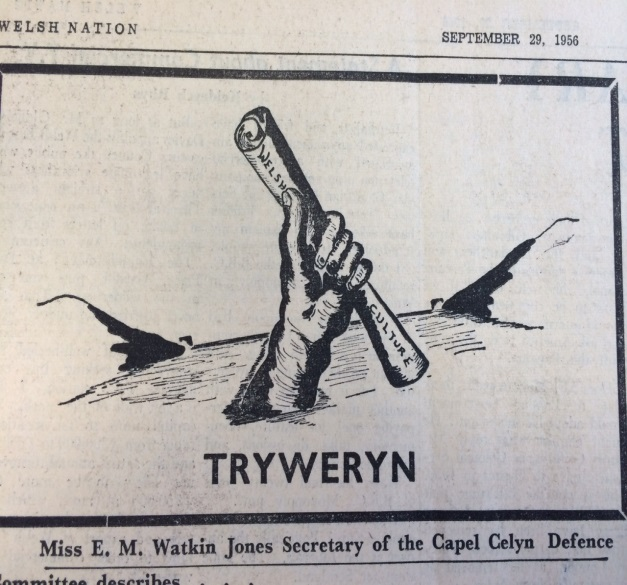 WELSH NATION
SEPTEMBER 29, 1956
WELSH
CULTURE
TRYWERYN
Miss E. M. Watkin Jones Secretary of the Capel Celyn Defence
Committee describes